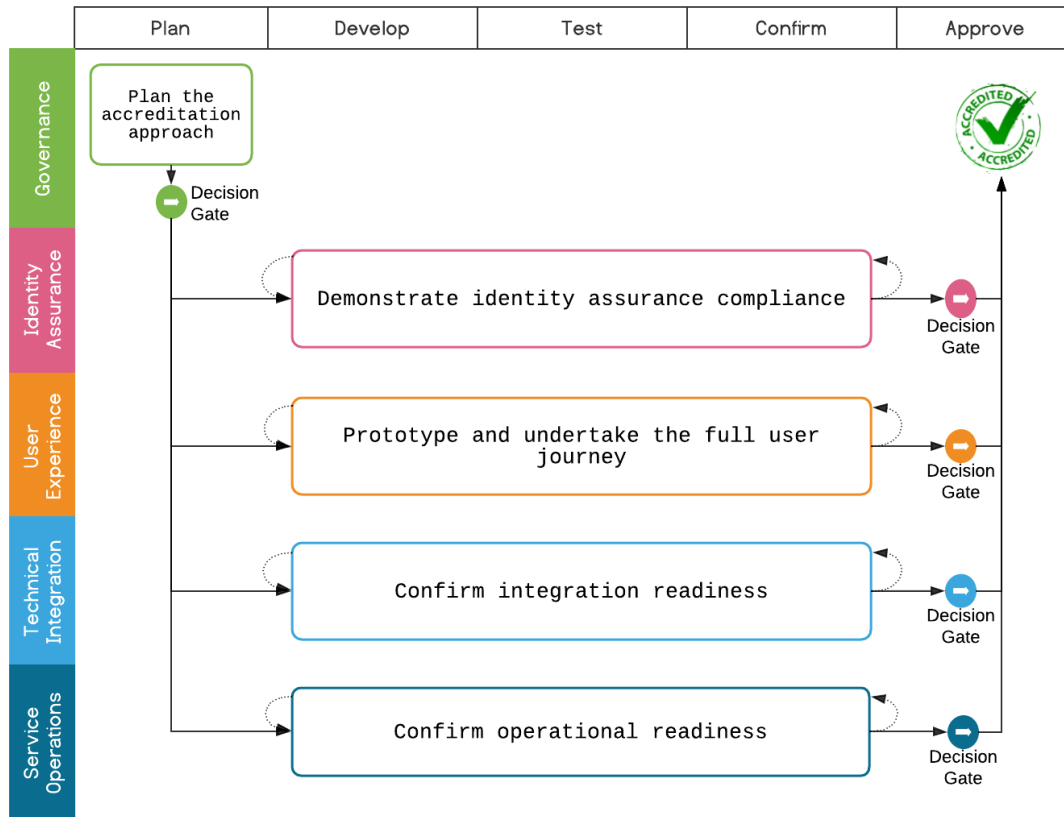 Plan
Develop
Test
Confirm
Approve
Governance
Plan the
accreditation
approach
Decision
Gate
ACCREDITED
ACCREDITED
Identity
Assurance
Demonstrate identity assurance compliance
Decision
Gate
User
Experience
Prototype and undertake the full user
journey
Decision
Gate
Technical
Integration
Confirm integration readiness
Decision
Gate
Service
Operations
Confirm operational readiness
Decision
Gate